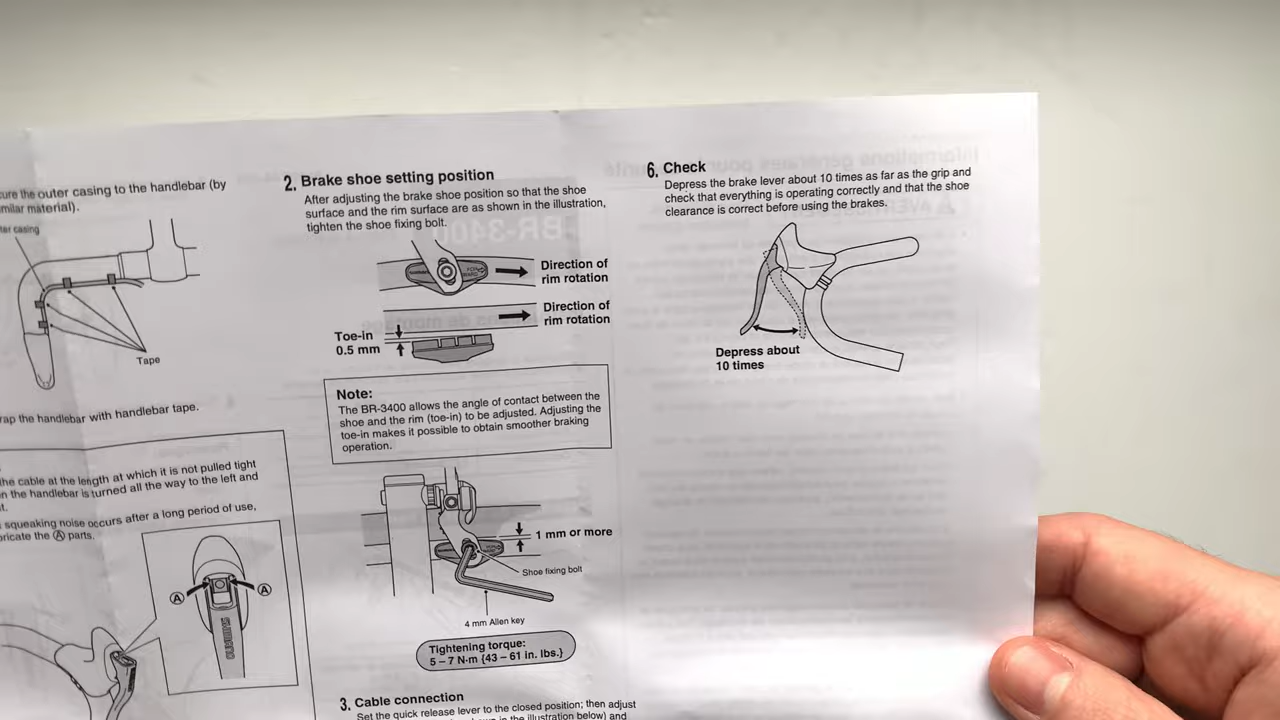 ure the outer casing to the handlebar (by
milar material).
ter casing
Tape
rap the handlebar with handlebar tape.
he cable at the length at which it is not pulled tight
n the handlebar is turned all the way to the left and
t.
squeaking noise occurs after a long period of use,
ricate the Ⓐ parts.
Ⓐ
Ⓐ
SHIMANO
2. Brake shoe setting position
After adjusting the brake shoe position so that the shoe
surface and the rim surface are as shown in the illustration,
tighten the shoe fixing bolt.
Direction of
rim rotation
Direction of
rim rotation
Toe-in
0.5 mm
Note:
The BR-3400 allows the angle of contact between the
shoe and the rim (toe-in) to be adjusted. Adjusting the
toe-in makes it possible to obtain smoother braking
operation.
1 mm or more
Shoe fixing bolt
4 mm Allen key
Tightening torque:
5 – 7 N·m {43 – 61 in. lbs.}
3. Cable connection
Set the quick release lever to the closed position; then adjust
in the illustration below) and
6. Check
Depress the brake lever about 10 times as far as the grip and
check that everything is operating correctly and that the shoe
clearance is correct before using the brakes.
Depress about
10 times